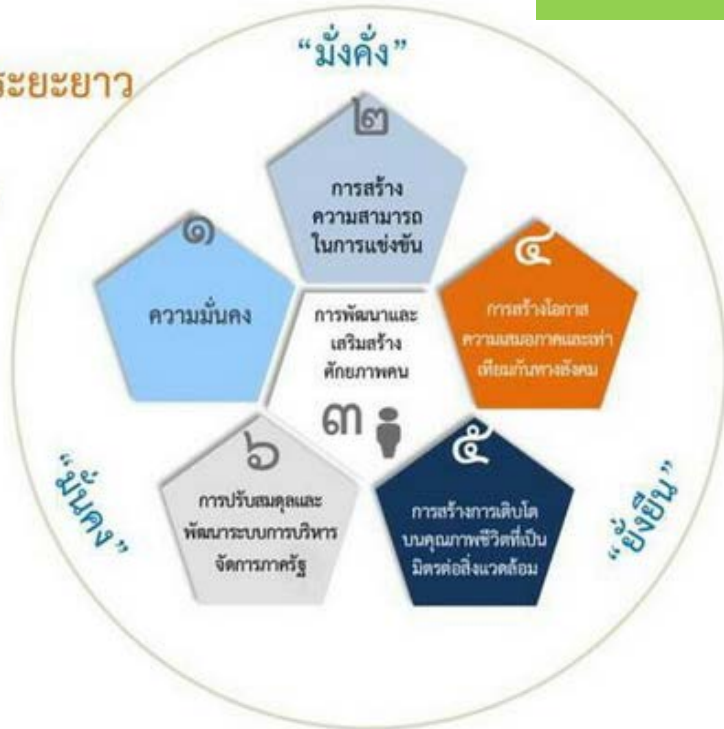 “มั่งคั่ง”
ระยะยาว
๒
การสร้าง
ความสามารถ
ในการแข่งขัน
๑
ความมั่นคง
๔
การสร้างโอกาส
ความเสมอภาคและเท่า
เทียมกันทางสังคม
การพัฒนาและ
เสริมสร้าง
ศักยภาพคน
๓
๖
การปรับสมดุลและ
พัฒนาระบบการบริหาร
จัดการภาครัฐ
๕
การสร้างการเติบโต
บนคุณภาพชีวิตที่เป็น
มิตรต่อสิ่งแวดล้อม
“มั่นคง”
“ยั่งยืน”